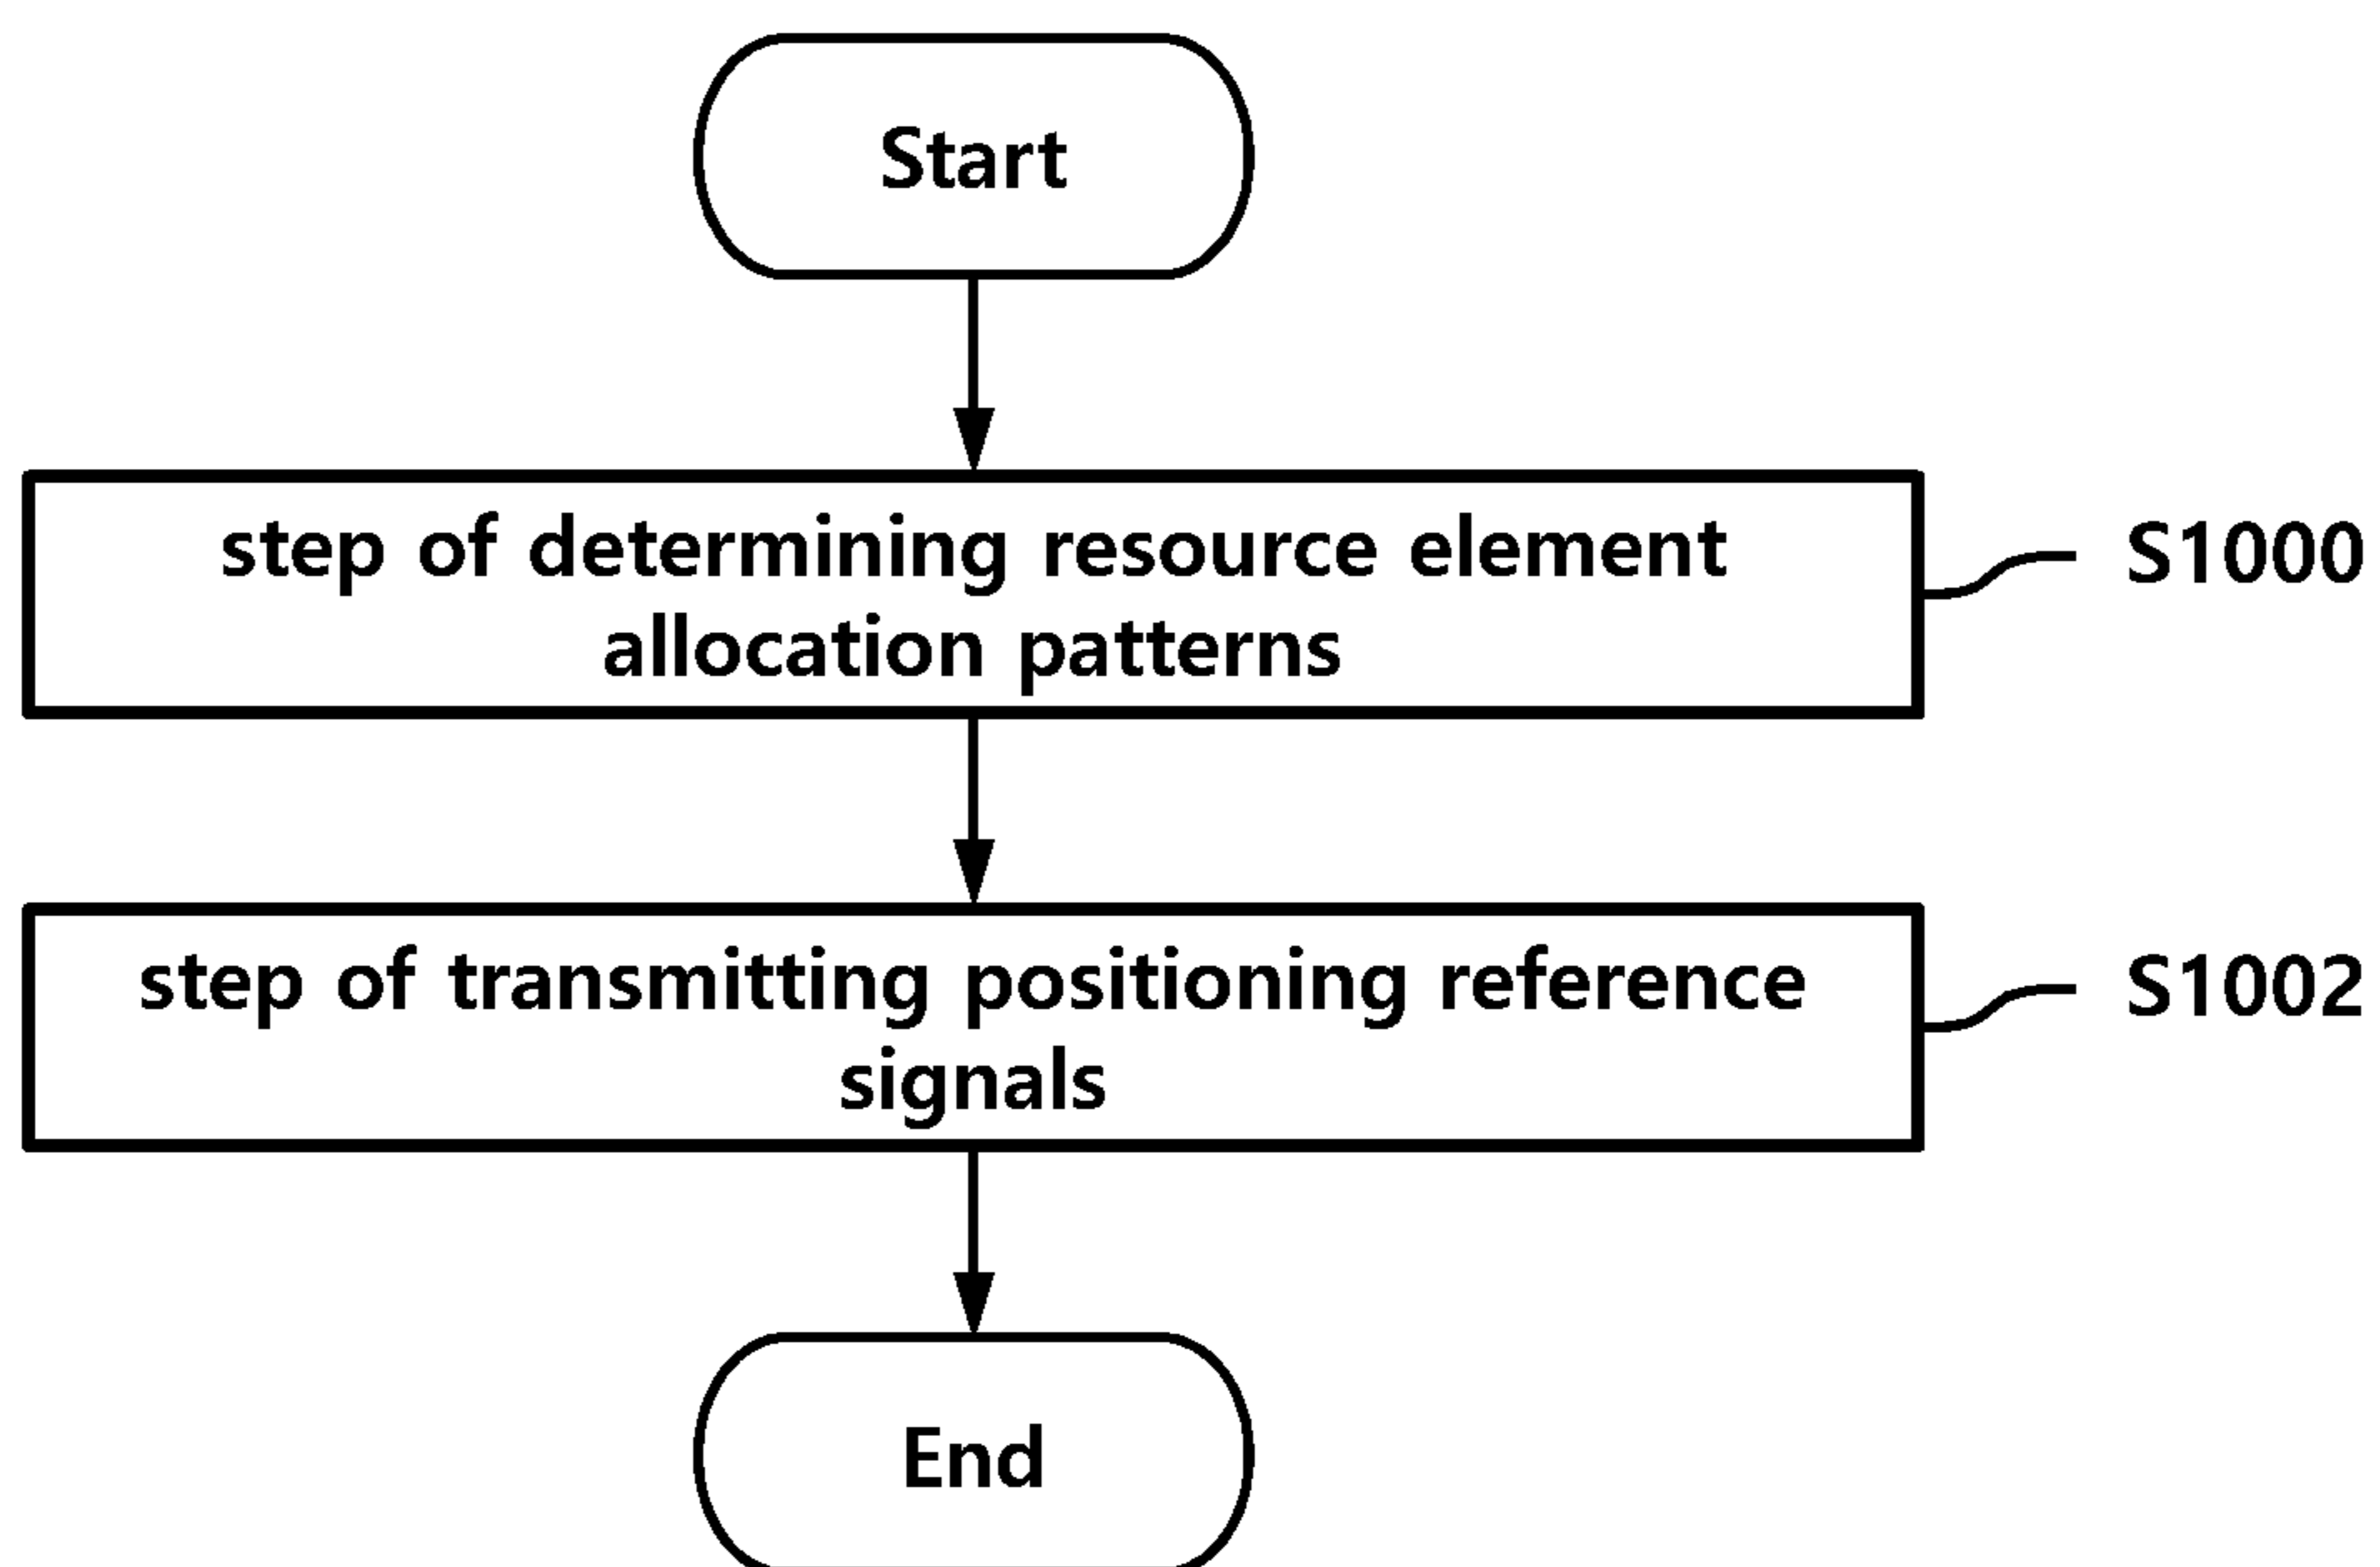 Start
step of determining resource element
allocation patterns
S1000
step of transmitting positioning reference
signals
S1002
End